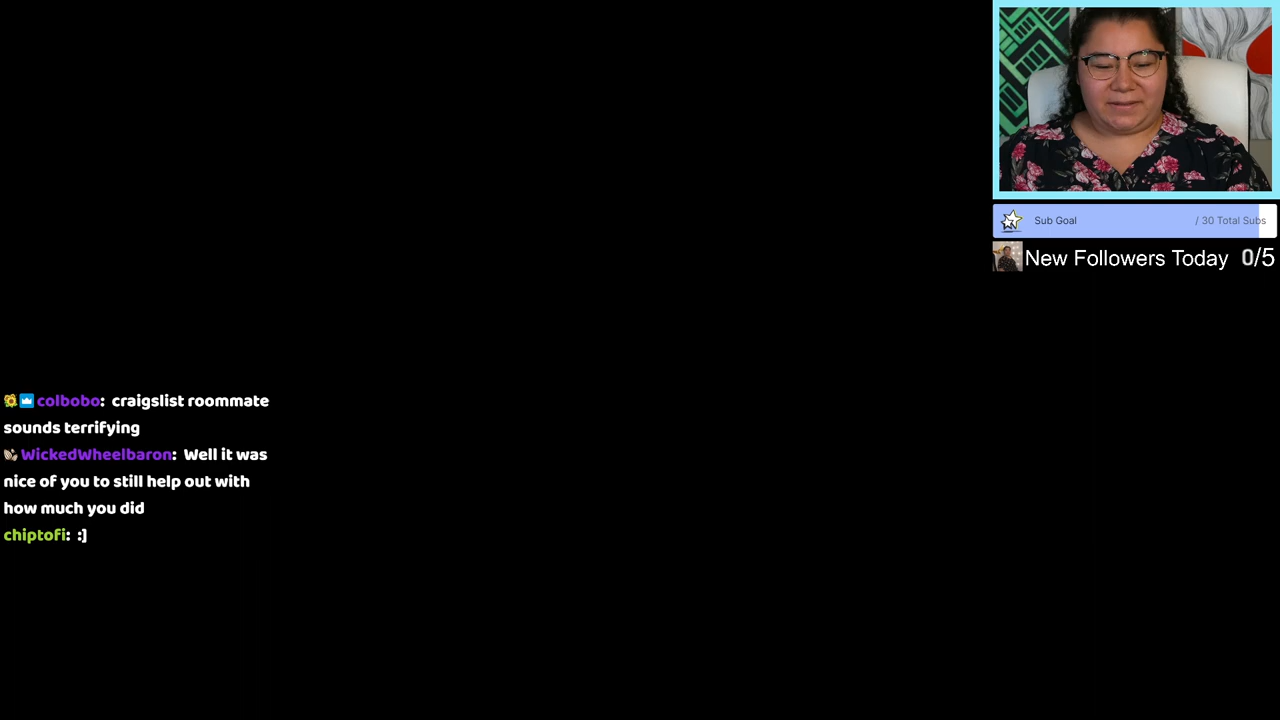 Sub Goal / 30 Total Subs
New Followers Today 0/5
colbobo: craigslist roommate
sounds terrifying
WickedWheelbaron: Well it was
nice of you to still help out with
how much you did
chiptofi: :]